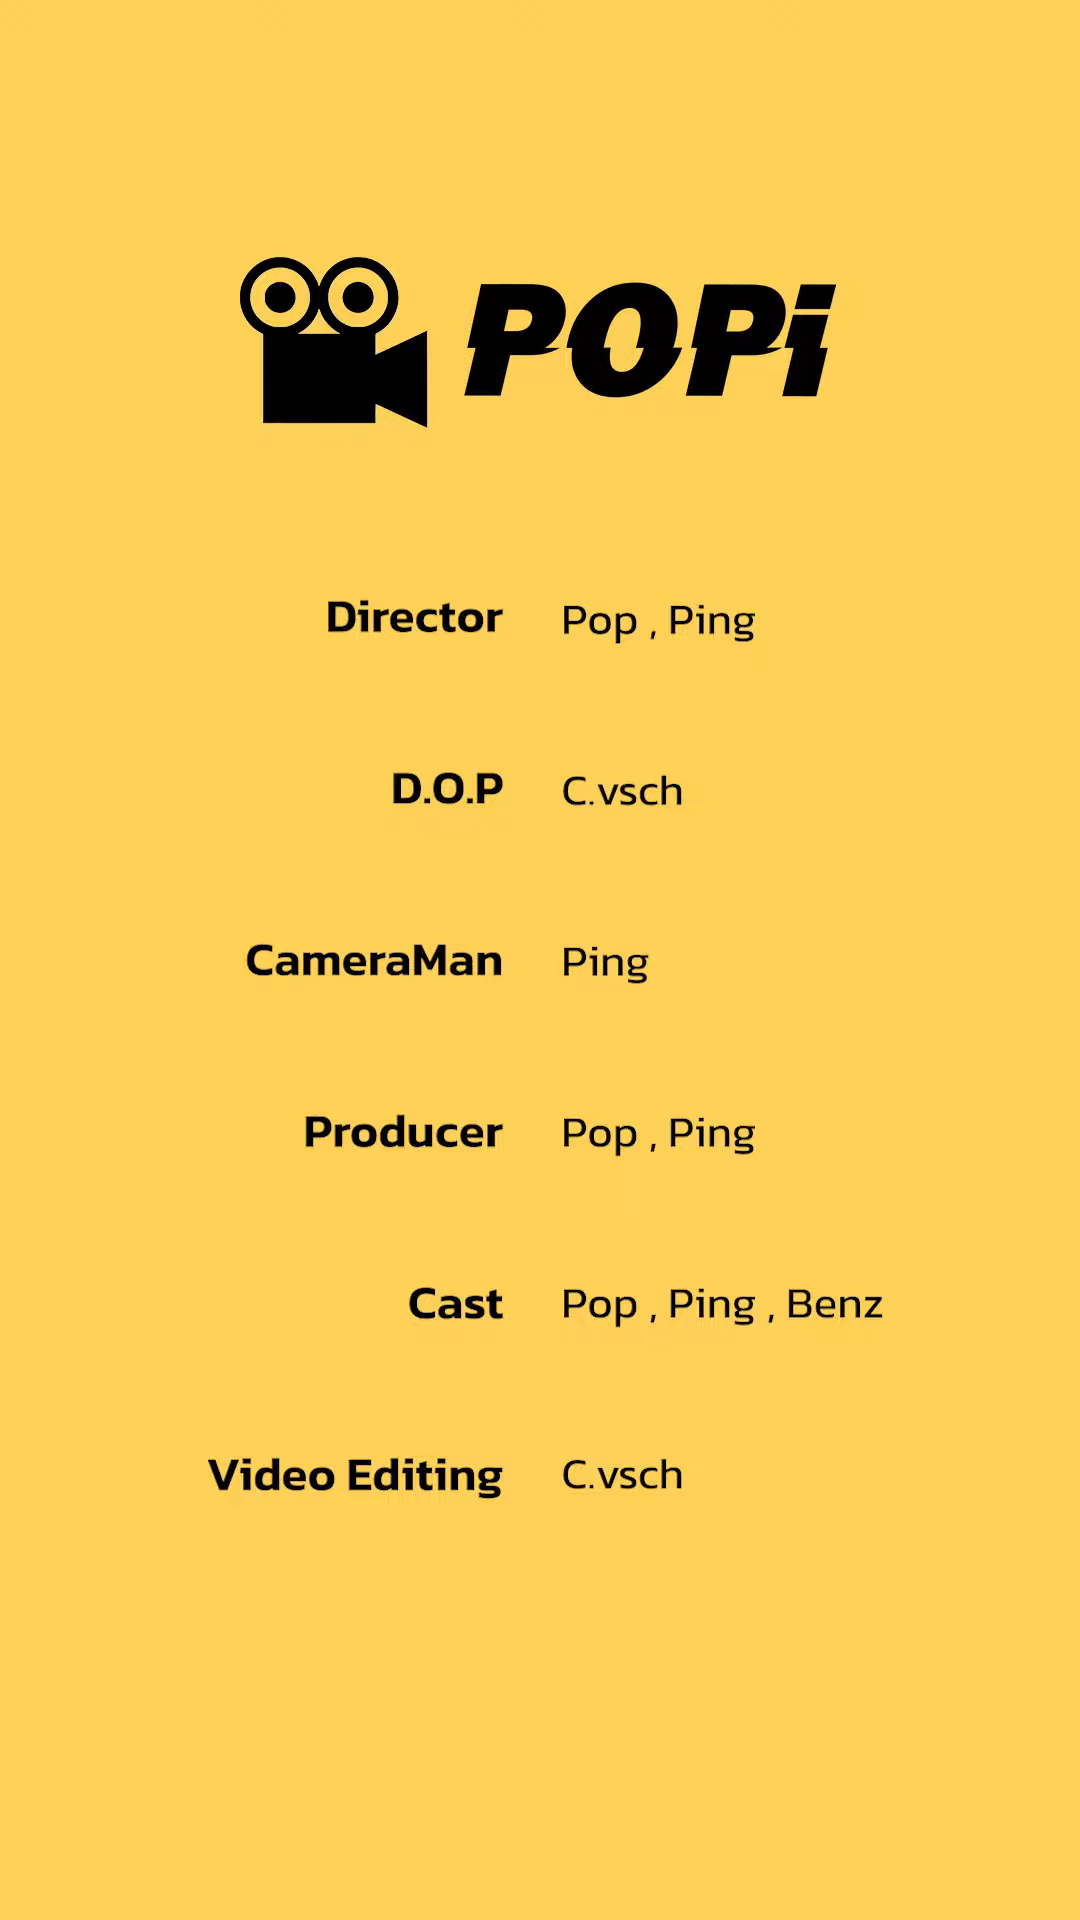 POPi
Director Pop , Ping
D.O.P C.vsch
CameraMan Ping
Producer Pop , Ping
Cast Pop , Ping , Benz
Video Editing C.vsch